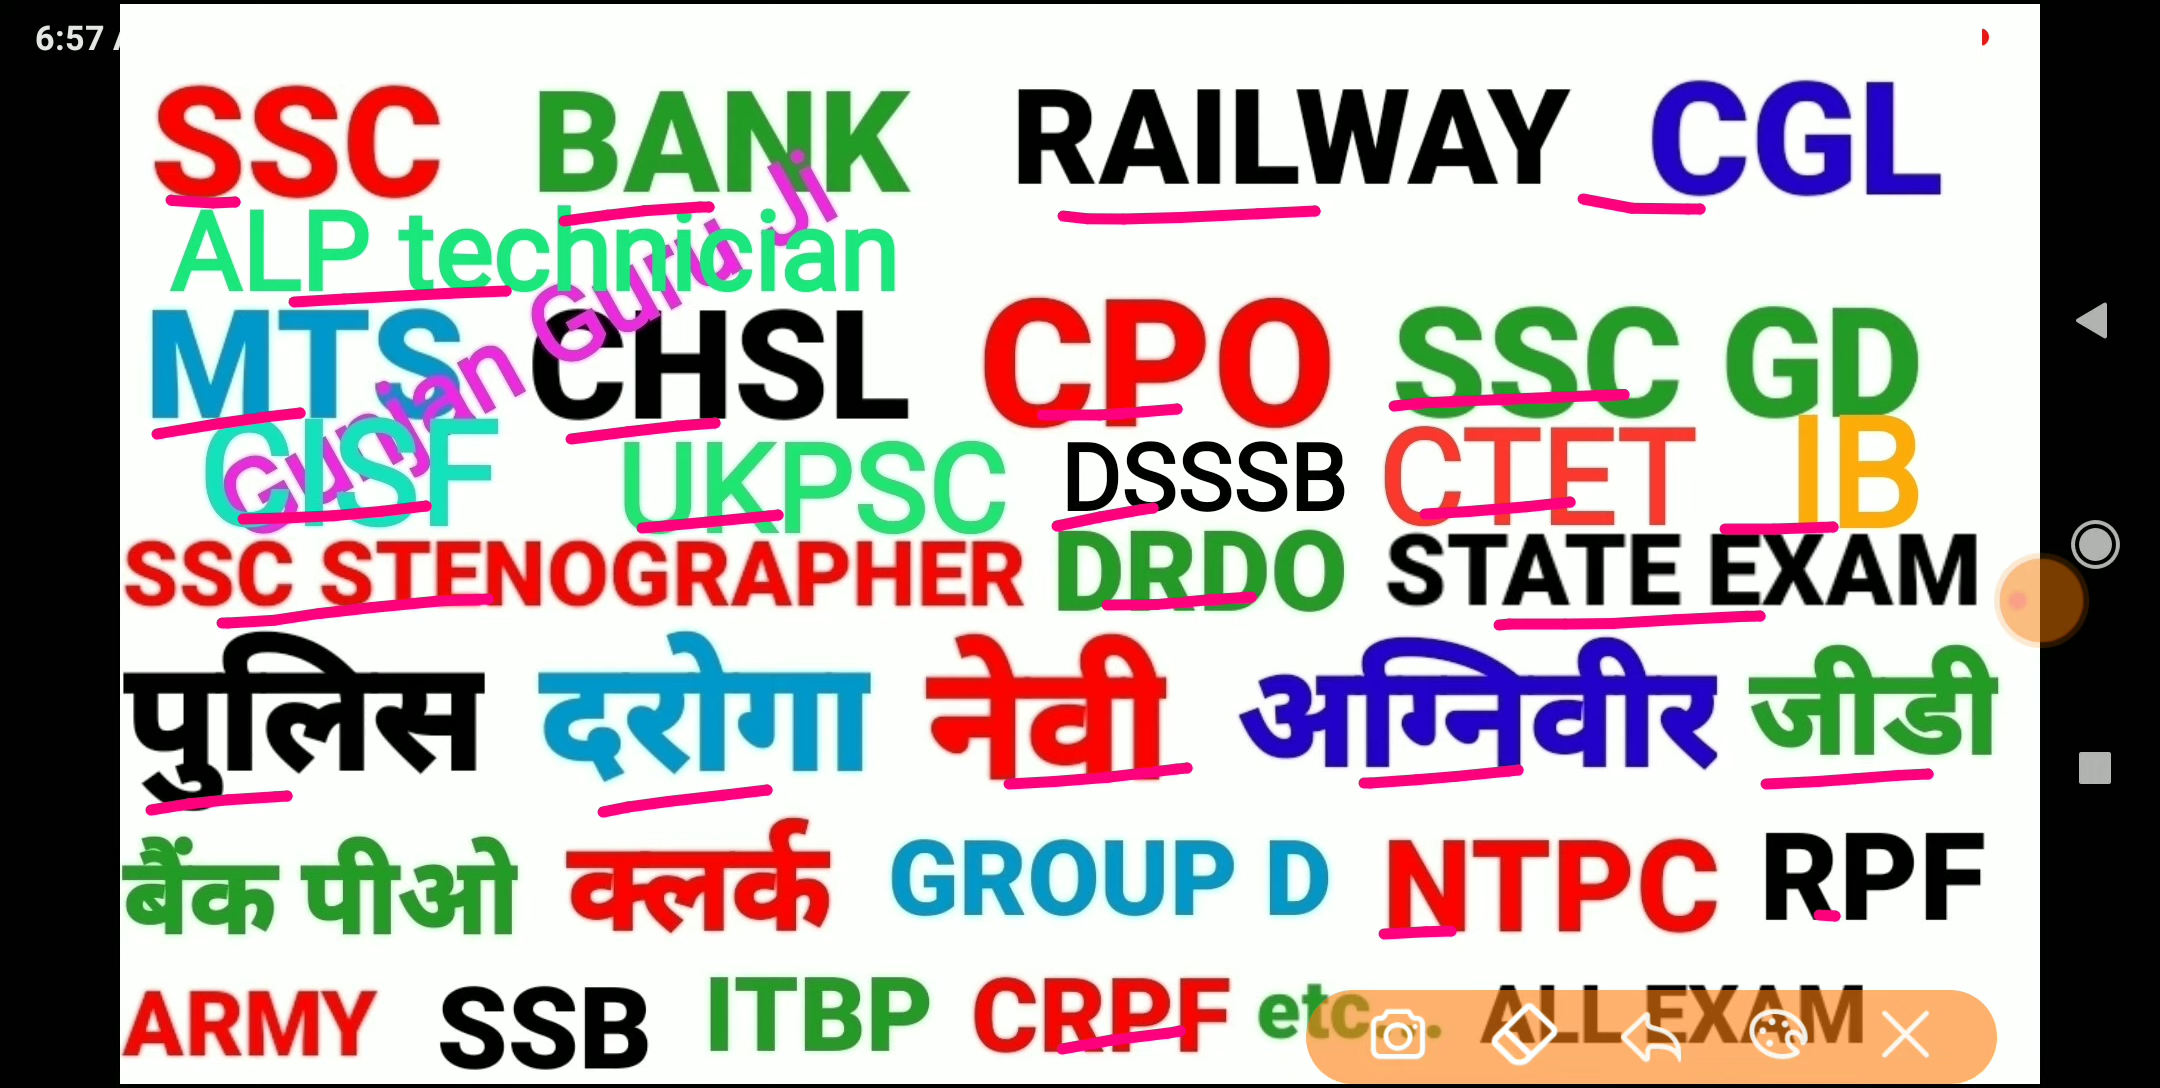 6:57
SSC BANK RAILWAY CGL
ALP technician
Gunjan Guru Ji
MTS CHSL CPO SSC GD
CISF UKPSC DSSSB CTET IB
SSC STENOGRAPHER DRDO STATE EXAM
पुलिस दरोगा नेवी अग्निवीर जीडी
बैंक पीओ क्लर्क GROUP D NTPC RPF
ARMY SSB ITBP CRPF etc... ALL EXAM